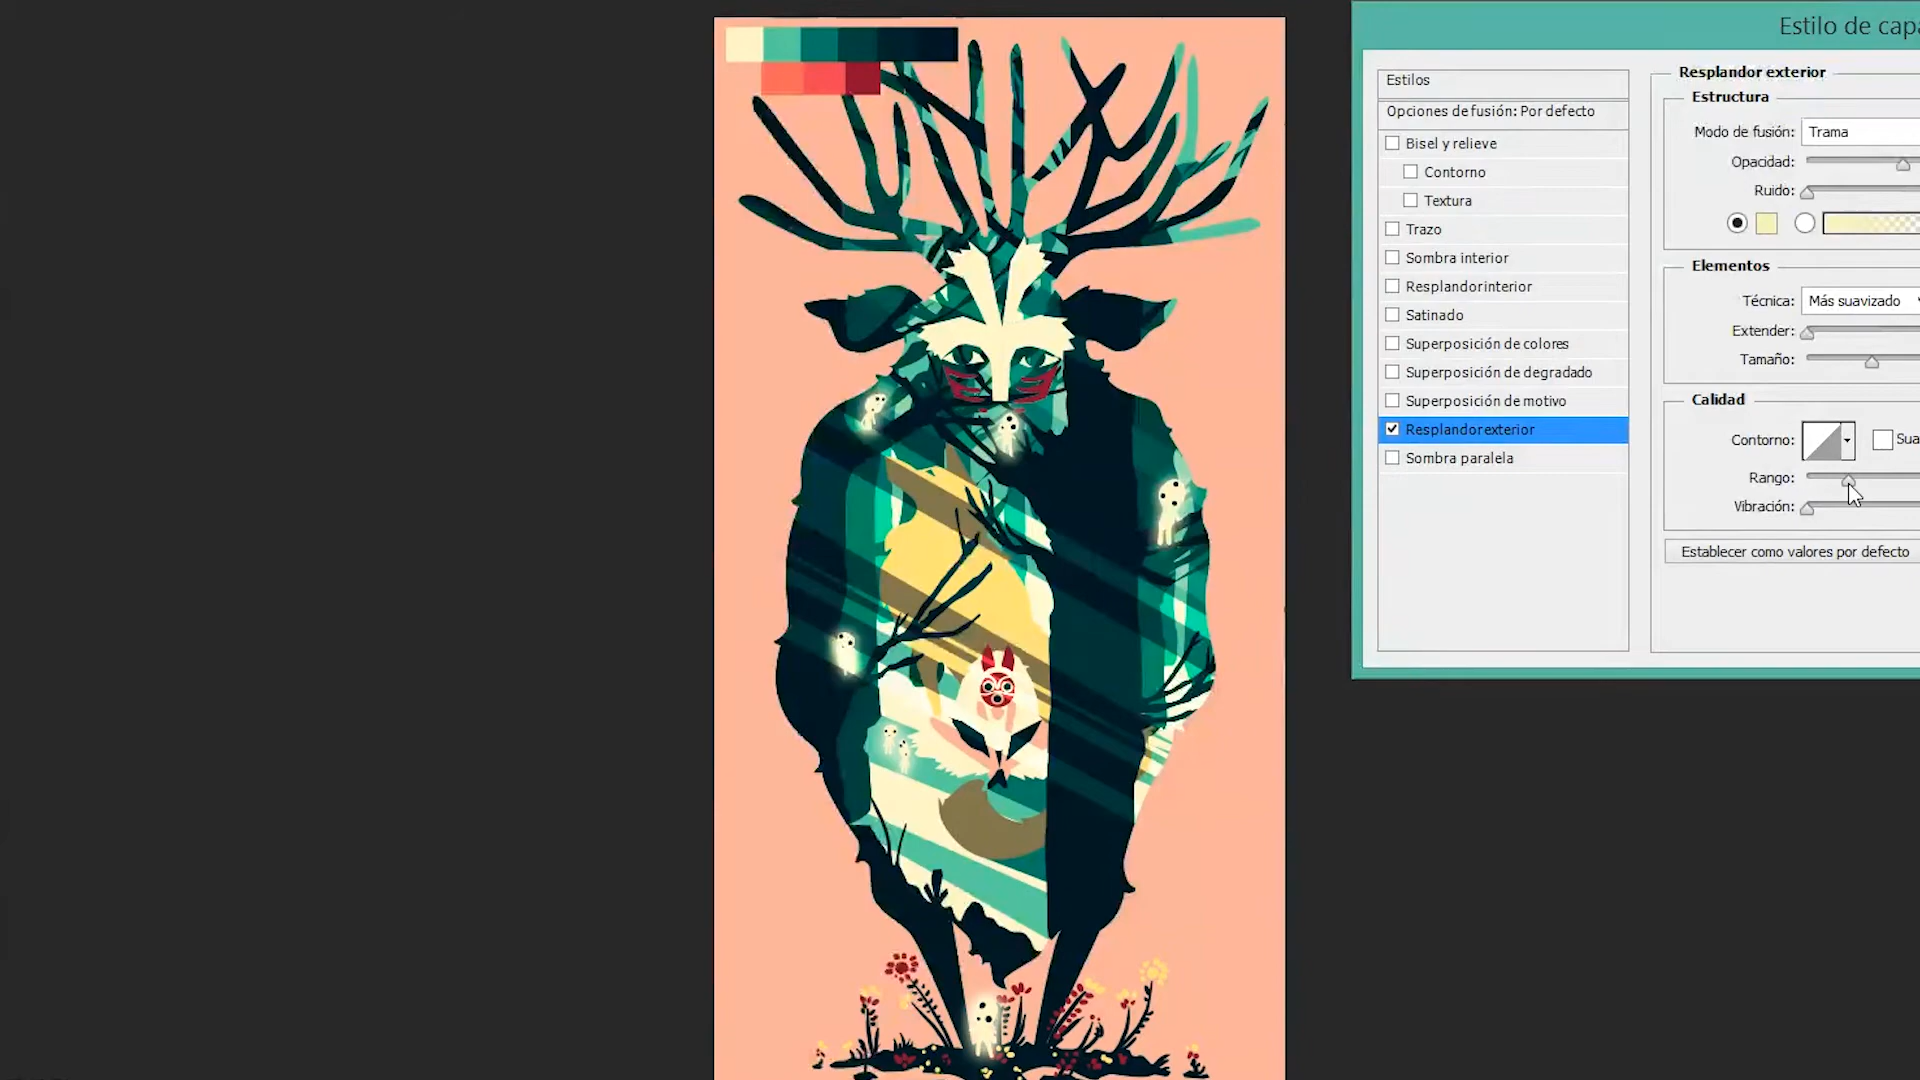 Estilo de capa
Estilos
Opciones de fusión: Por defecto
Bisel y relieve
Contorno
Textura
Trazo
Sombra interior
Resplandor interior
Satinado
Superposición de colores
Superposición de degradado
Superposición de motivo
Resplandor exterior
Sombra paralela
Resplandor exterior
Estructura
Modo de fusión: Trama
Opacidad:
Ruido:
Elementos
Técnica: Más suavizado
Extender:
Tamaño:
Calidad
Contorno: Sua
Rango:
Vibración:
Establecer como valores por defecto